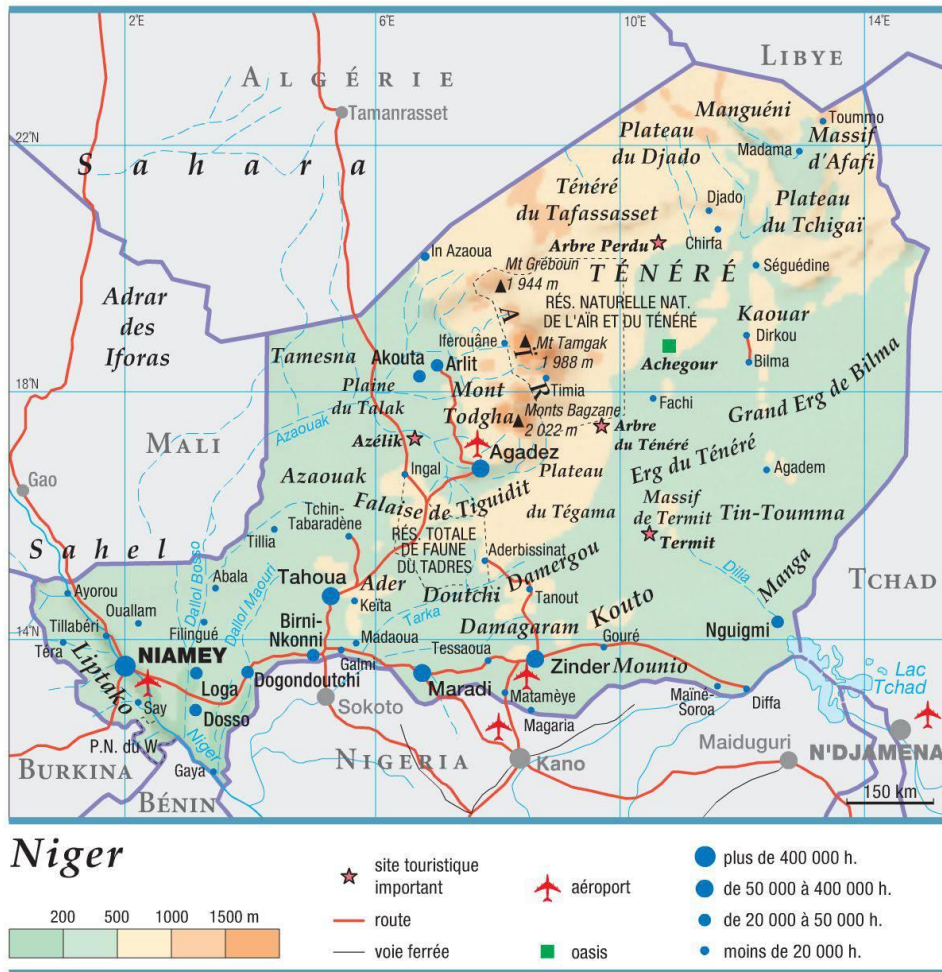 2°E
6°E
10°E
14°E
LIBYE
ALGÉRIE
Tamanrasset
Manguéni
Toummo
22°N
Plateau
du Djado
Madama
Massif
d'Afafi
Sahara
Ténéré
du Tafassasset
Djado
Plateau
du Tchigaï
Chirfa
Arbre Perdu
In Azaoua
Mt Gréboun
1 944 m
TÉNÉRÉ
Séguédine
Adrar
des
Iforas
RÉS. NATURELLE NAT.
DE L'AÏR ET DU TÉNÉRÉ
Kaouar
Dirkou
AÏR
Iferouâne
Mt Tamgak
1 988 m
Tamesna
Akouta
Arlit
Achegour
Bilma
18°N
Plaine
du Talak
Mont
Todgha
Timia
Fachi
Grand Erg de Bilma
Monts Bagzane
2 022 m
Azaouak
MALI
Azélik
Arbre
du Ténéré
Agadez
Erg du Ténéré
Gao
Azaouak
Ingal
Plateau
du Tégama
Agadem
Falaise de Tiguidit
Massif
de Termit
Tin-Toumma
Tchin-
Tabaradène
Tillia
RÉS. TOTALE
DE FAUNE
DU TADRES
Termit
Sahel
Aderbissinat
Dallol Bosso
Abala
Dallol Maouri
Tahoua
Ader
Damergou
Dilia
Manga
TCHAD
Ayorou
Ouallam
Keïta
Doutchi
Tanout
Kouto
Tillabéri
14°N
Filingué
Birni-
Nkonni
Tarka
Damagaram
Nguigmi
Téra
Madaoua
Gouré
Liptako
NIAMEY
Galmi
Tessaoua
Zinder
Mounio
Lac
Tchad
Loga
Dogondoutchi
Maradi
Matamèye
Maïné-
Soroa
Diffa
Say
Dosso
Sokoto
Magaria
P.N. du W
Niger
NIGERIA
Maiduguri
N'DJAMENA
BURKINA
Gaya
Kano
BÉNIN
150 km
Niger
200 500 1000 1500 m
site touristique
important
route
voie ferrée
aéroport
oasis
plus de 400 000 h.
de 50 000 à 400 000 h.
de 20 000 à 50 000 h.
moins de 20 000 h.